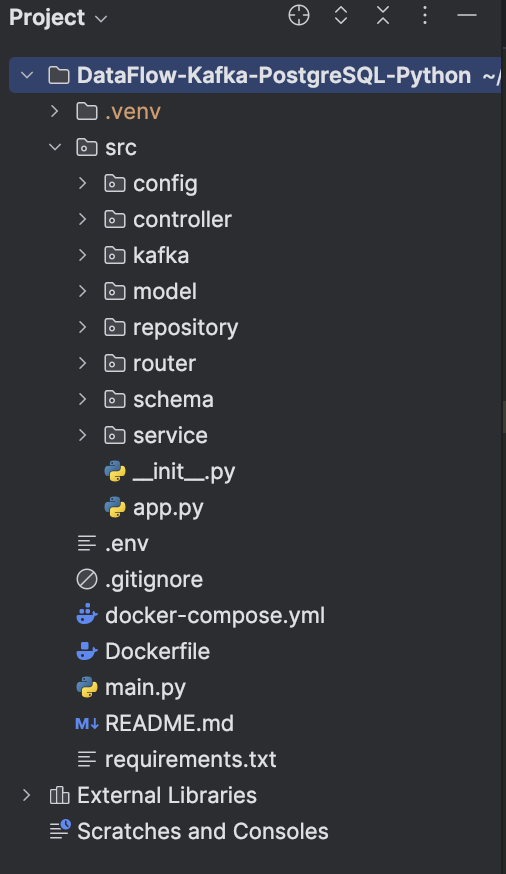 Project
DataFlow-Kafka-PostgreSQL-Python ~/
.venv
src
config
controller
kafka
model
repository
router
schema
service
__init__.py
app.py
.env
.gitignore
docker-compose.yml
Dockerfile
main.py
M↓ README.md
requirements.txt
External Libraries
Scratches and Consoles